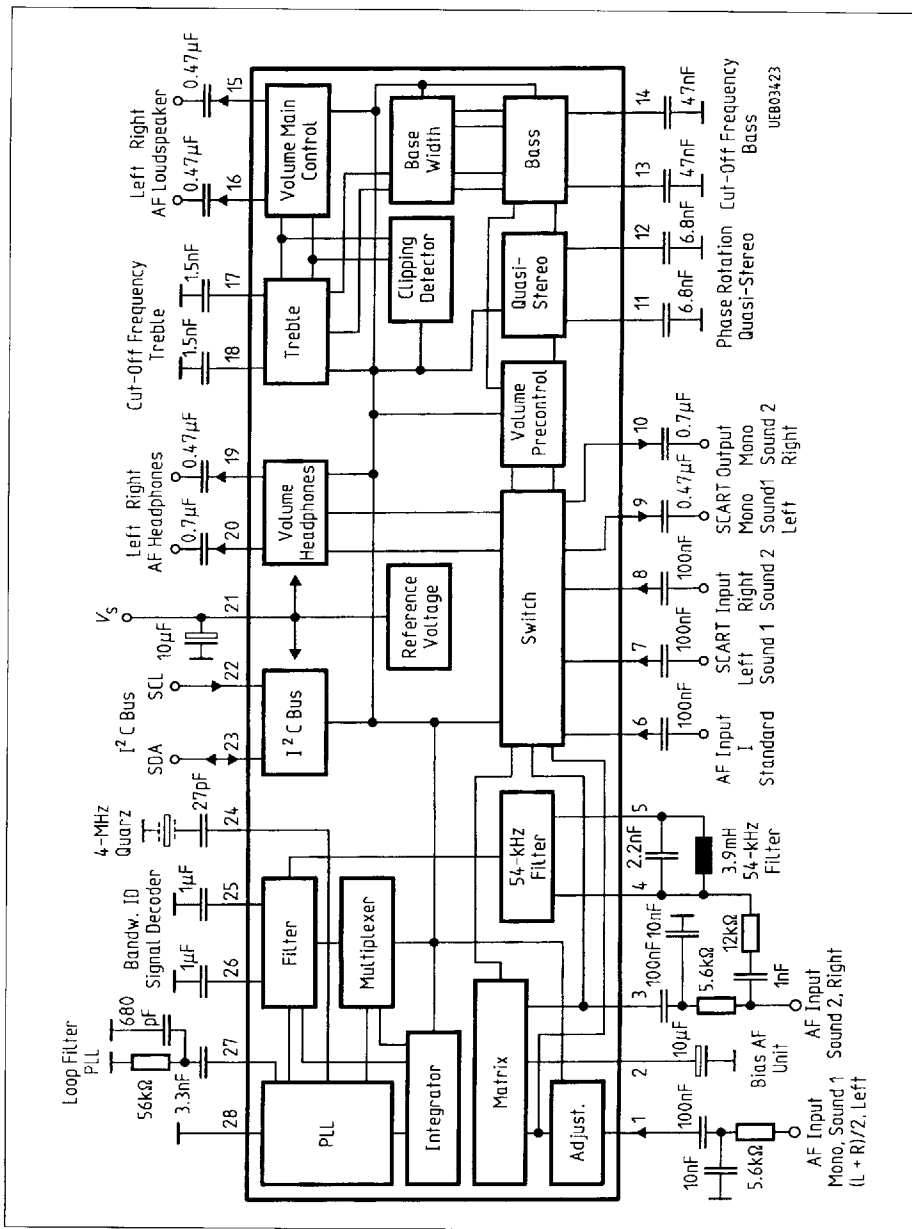 Loop Filter
PLL
680
pF
56kΩ
3.3nF
28
27
Bandw. ID
Signal Decoder
1µF
1µF
26
25
4-MHz
Quarz
27pF
24
I²C Bus
SDA
SCL
23
22
V_S
10µF
21
Left Right
AF Headphones
0.7µF
0.47µF
20
19
Cut-Off Frequency
Treble
1.5nF
1.5nF
18
17
Left Right
AF Loudspeaker
0.47µF
0.47µF
16
15
PLL
Filter
Multiplexer
Integrator
I²C Bus
Reference
Voltage
Volume
Headphones
Treble
Clipping
Detector
Volume Main
Control
Base
Width
Matrix
Adjust.
54-kHz
Filter
Switch
Volume
Precontrol
Quasi-
Stereo
Bass
1
100nF
10nF
5.6kΩ
AF Input
Mono, Sound 1
(L + R)/2, Left
2
10µF
Bias AF
Unit
3
100nF
10nF
5.6kΩ
12kΩ
1nF
AF Input
Sound 2, Right
4
5
2.2nF
3.9mH
54-kHz
Filter
6
100nF
AF Input
I
Standard
7
8
100nF
100nF
SCART Input
Left Right
Sound 1 Sound 2
9
10
0.47µF
0.7µF
SCART Output
Mono Mono
Sound1 Sound 2
Left Right
11
12
6.8nF
6.8nF
Phase Rotation
Quasi-Stereo
13
14
47nF
47nF
Cut-Off Frequency
Bass
UEB03423